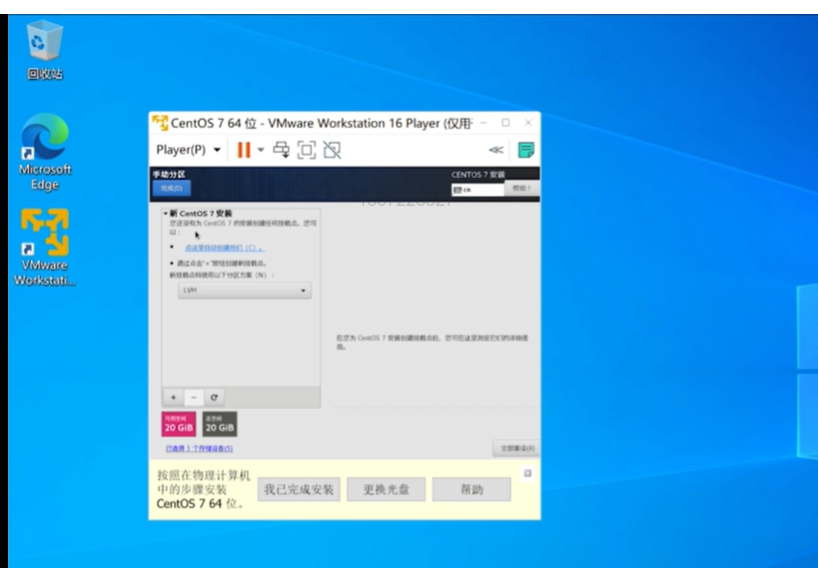 回收站
Microsoft
Edge
VMware
Workstati...
CentOS 7 64 位 - VMware Workstation 16 Player (仅用
Player(P)
手动分区
完成(D)
CENTOS 7 安装
cn
帮助！
新 CentOS 7 安装
您还没有为 CentOS 7 的安装创建任何挂载点。您可
以：
点这里自动创建他们（C）。
通过点击"+"按钮创建新挂载点。
新挂载点将使用以下分区方案（N）：
LVM
在您为 CentOS 7 安装创建挂载点后，您可在这里浏览它们的详细信
息。
+ -
可用空间
20 GiB
总空间
20 GiB
已选择 1 个存储设备(S)
全部重设(R)
按照在物理计算机
中的步骤安装
CentOS 7 64 位。
我已完成安装
更换光盘
帮助